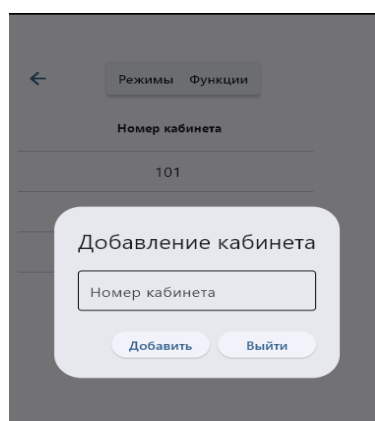 Режимы Функции
Номер кабинета
101
Добавление кабинета
Номер кабинета
Добавить Выйти